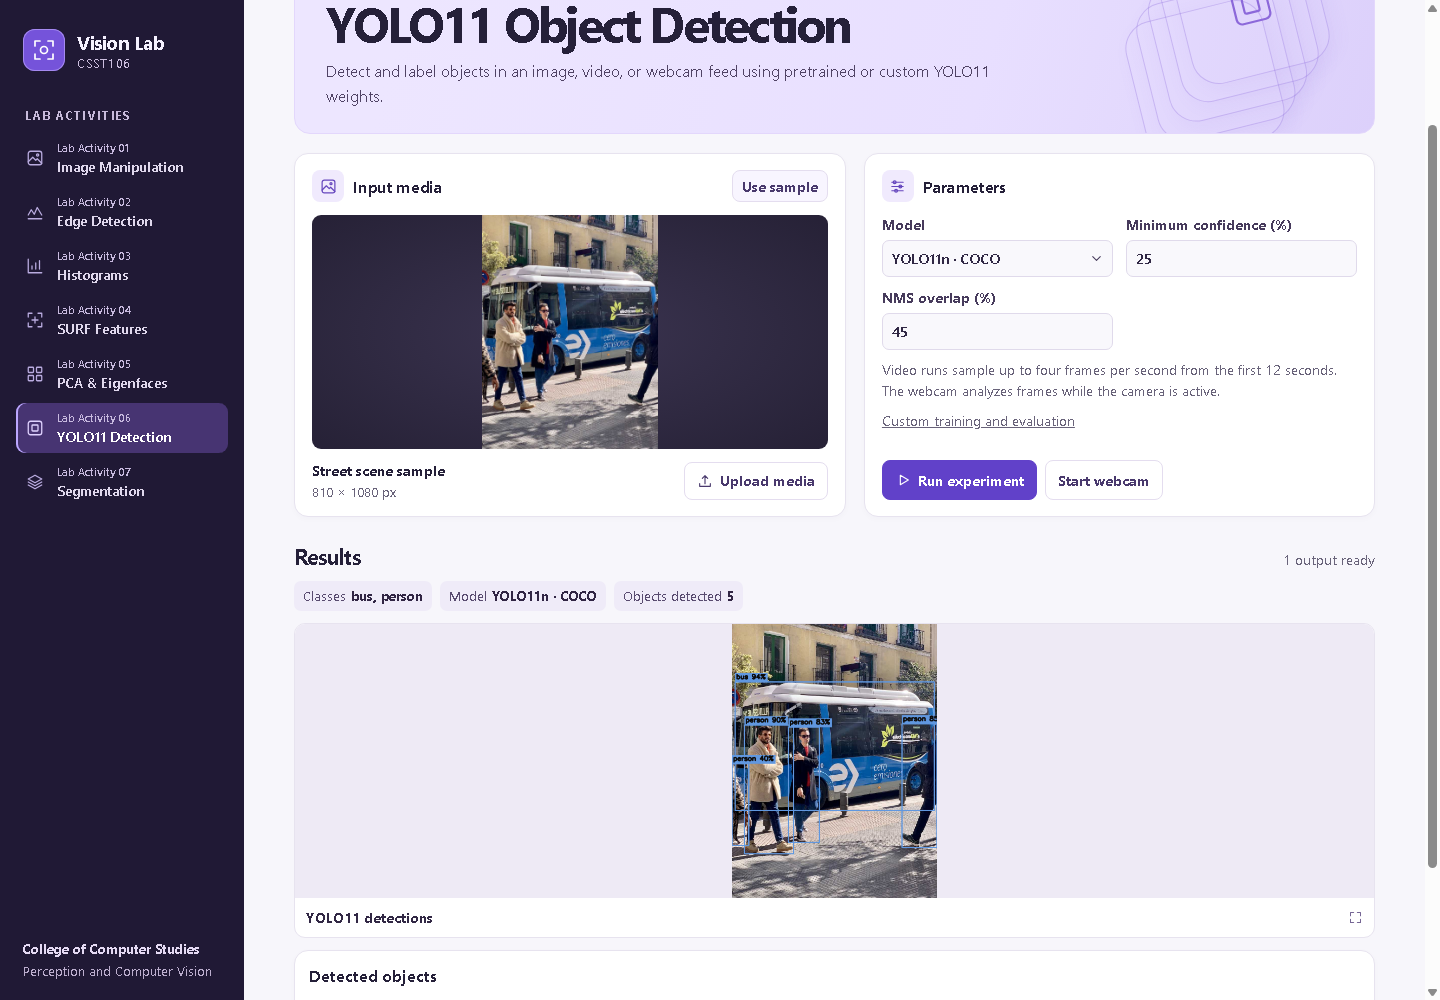 Vision Lab
CSST106
LAB ACTIVITIES
Lab Activity 01
Image Manipulation
Lab Activity 02
Edge Detection
Lab Activity 03
Histograms
Lab Activity 04
SURF Features
Lab Activity 05
PCA & Eigenfaces
Lab Activity 06
YOLO11 Detection
Lab Activity 07
Segmentation
College of Computer Studies
Perception and Computer Vision
YOLO11 Object Detection
Detect and label objects in an image, video, or webcam feed using pretrained or custom YOLO11
weights.
Input media
Use sample
cero
emisiones
Street scene sample
810 × 1080 px
Upload media
Parameters
Model
Minimum confidence (%)
YOLO11n · COCO
25
NMS overlap (%)
45
Video runs sample up to four frames per second from the first 12 seconds.
The webcam analyzes frames while the camera is active.
Custom training and evaluation
Run experiment
Start webcam
Results
1 output ready
Classes bus, person
Model YOLO11n · COCO
Objects detected 5
bus 94%
person 90%
person 83%
person 85
person 40%
cero
emisiones
YOLO11 detections
Detected objects